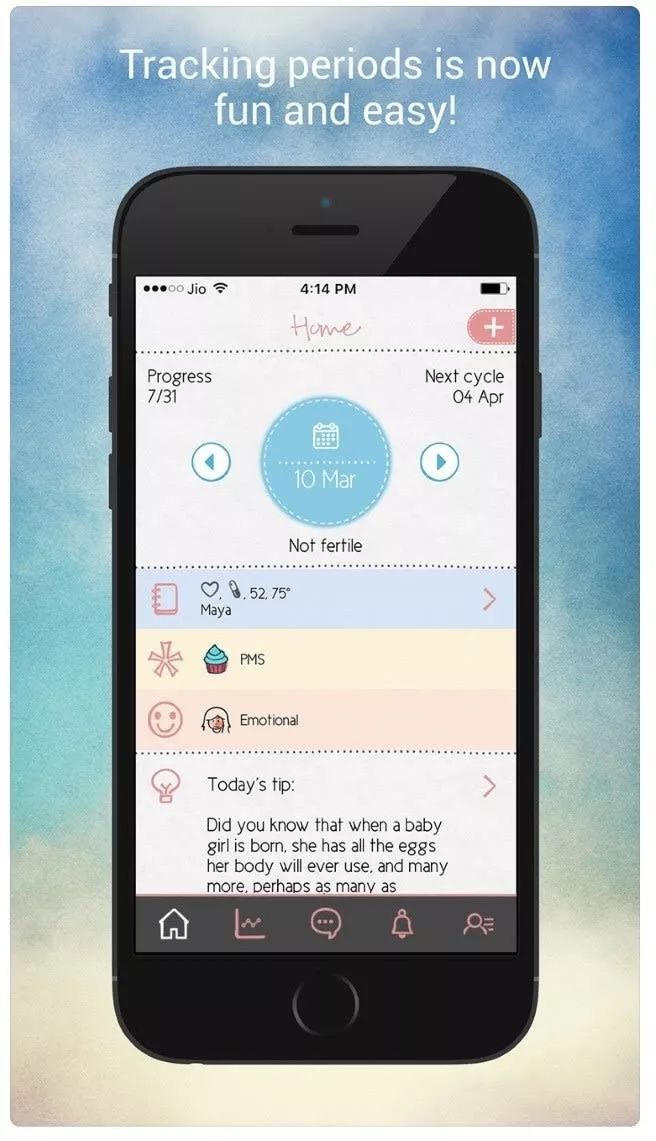 Tracking periods is now
fun and easy!
Jio 4:14 PM
Home
Progress
7/31
Next cycle
04 Apr
10 Mar
Not fertile
, , 52, 75°
Maya
PMS
Emotional
Today's tip:
Did you know that when a baby
girl is born, she has all the eggs
her body will ever use, and many
more, perhaps as many as